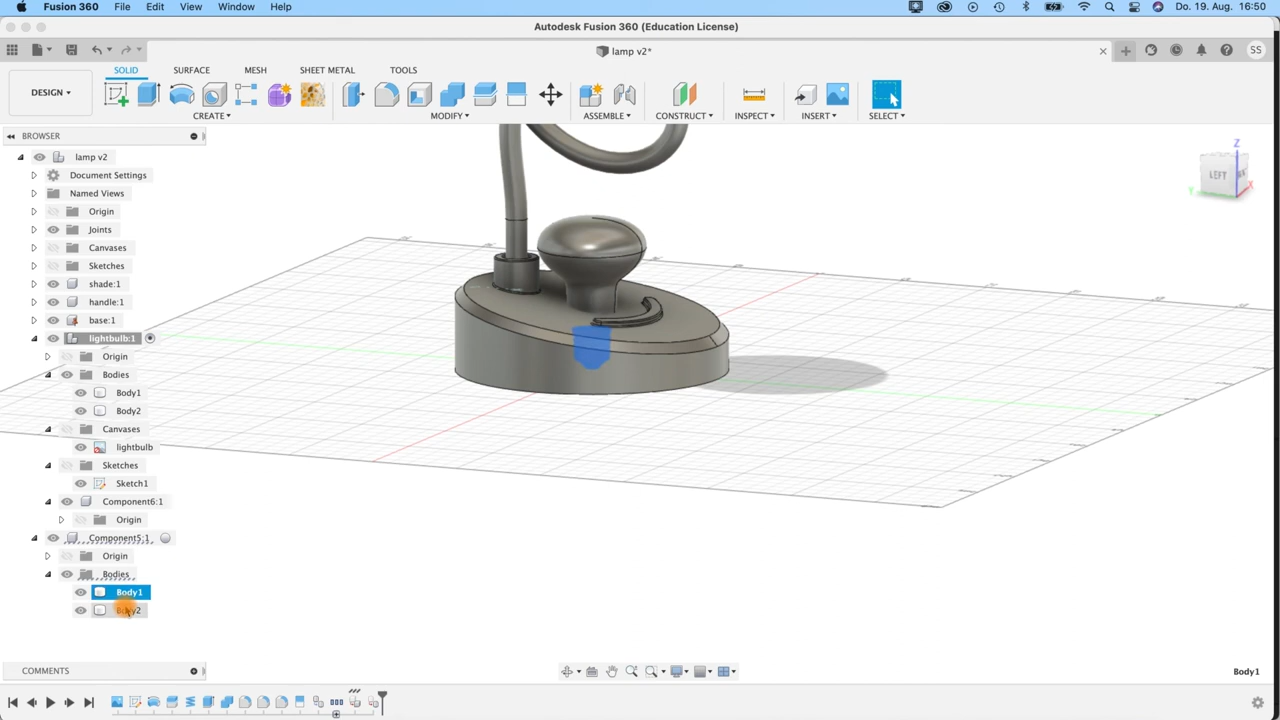 Fusion 360 File Edit View Window Help Do. 19. Aug. 16:50
Autodesk Fusion 360 (Education License)
lamp v2*
SS
SOLID SURFACE MESH SHEET METAL TOOLS
DESIGN
CREATE MODIFY ASSEMBLE CONSTRUCT INSPECT INSERT SELECT
BROWSER
lamp v2
Document Settings
Named Views
Origin
Joints
Canvases
Sketches
shade:1
handle:1
base:1
lightbulb:1
Origin
Bodies
Body1
Body2
Canvases
lightbulb
Sketches
Sketch1
Component6:1
Origin
Component5:1
Origin
Bodies
Body1
Body2
Z
LEFT
Y
X
COMMENTS
Body1